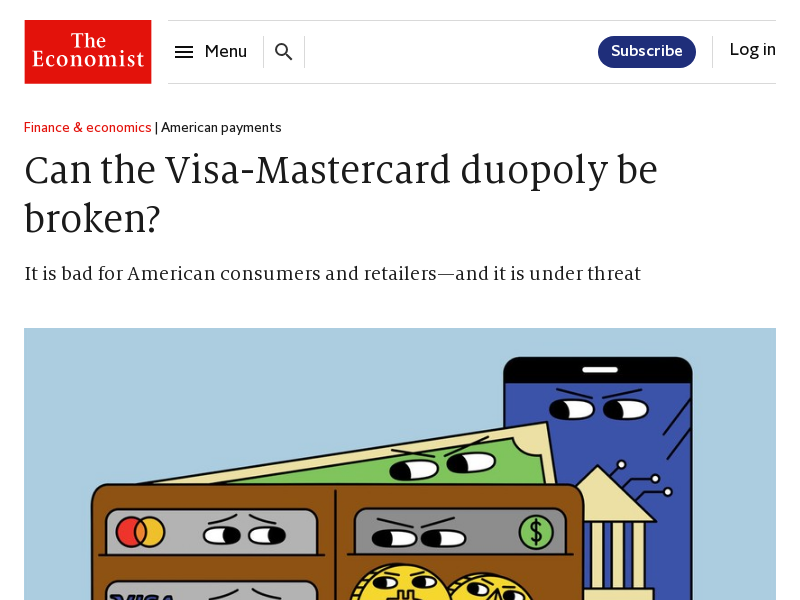 The
Economist
Menu
Subscribe
Log in
Finance & economics | American payments
Can the Visa-Mastercard duopoly be
broken?
It is bad for American consumers and retailers—and it is under threat
$
VISA